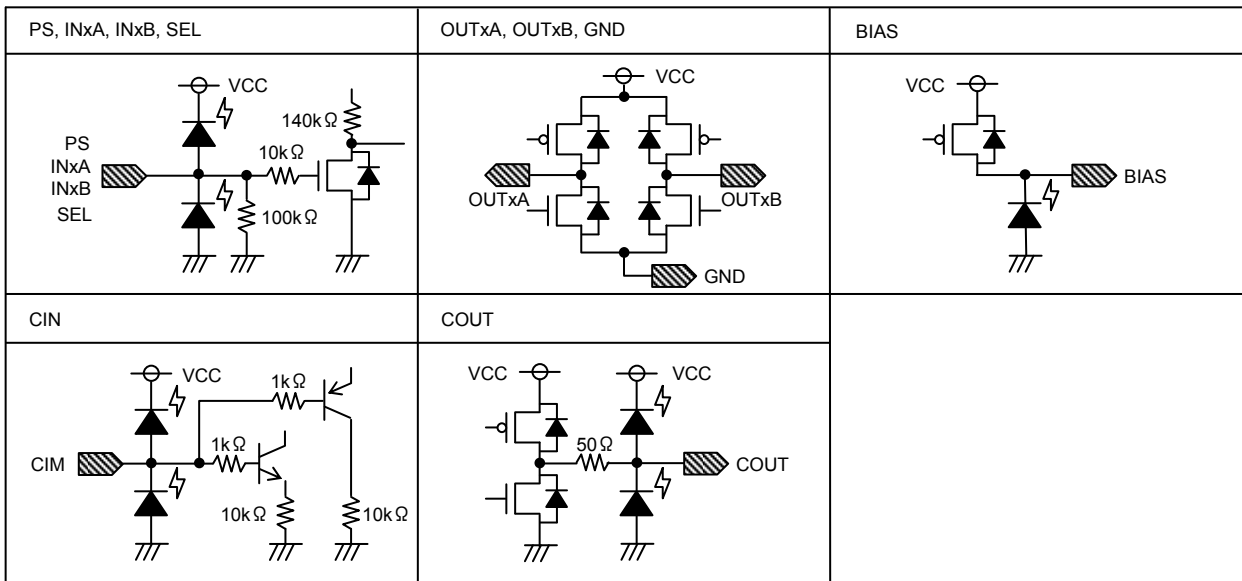 PS, INxA, INxB, SEL
VCC
140kΩ
PS
INxA
INxB
SEL
10kΩ
100kΩ
OUTxA, OUTxB, GND
VCC
OUTxA
OUTxB
GND
BIAS
VCC
BIAS
CIN
VCC
1kΩ
1kΩ
CIM
10kΩ
10kΩ
COUT
VCC
VCC
50Ω
COUT